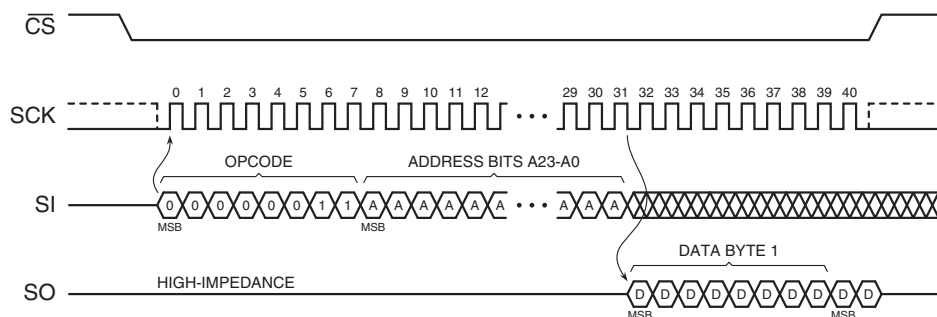 CS
0 1 2 3 4 5 6 7 8 9 10 11 12 29 30 31 32 33 34 35 36 37 38 39 40
SCK • • •
OPCODE ADDRESS BITS A23-A0
SI 0 0 0 0 0 0 1 1 A A A A A A • • • A A A
MSB MSB
DATA BYTE 1
HIGH-IMPEDANCE
SO D D D D D D D D D D
MSB MSB